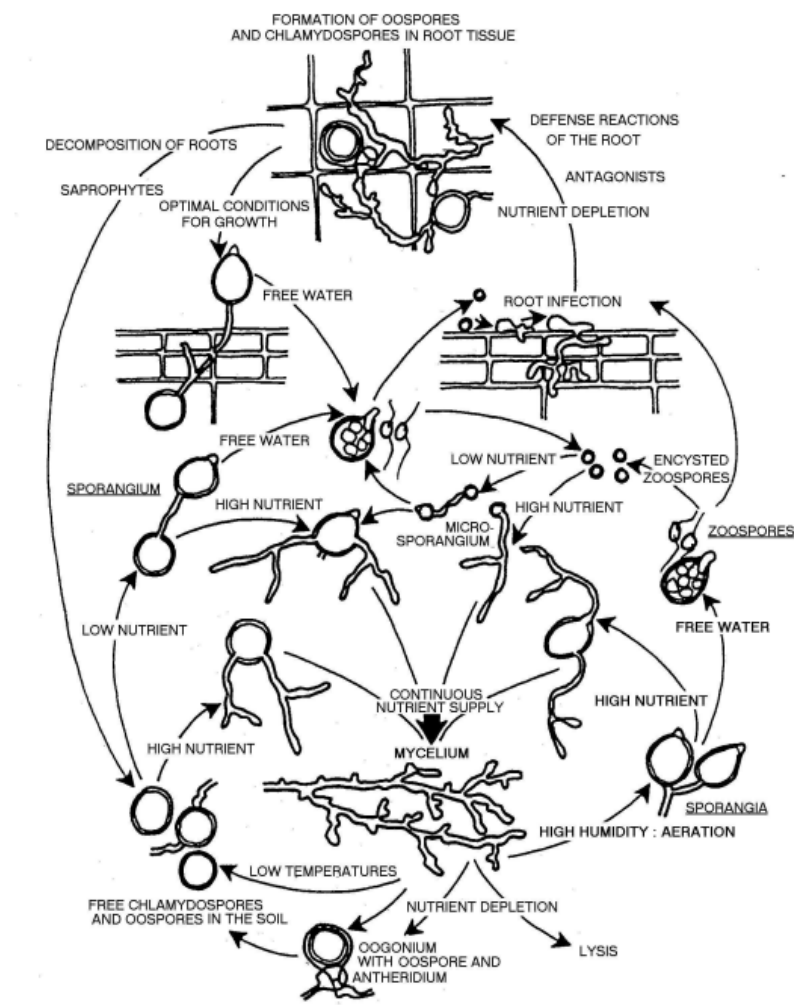 FORMATION OF OOSPORES
AND CHLAMYDOSPORES IN ROOT TISSUE
DECOMPOSITION OF ROOTS
SAPROPHYTES
OPTIMAL CONDITIONS
FOR GROWTH
DEFENSE REACTIONS
OF THE ROOT
ANTAGONISTS
NUTRIENT DEPLETION
FREE WATER
ROOT INFECTION
FREE WATER
LOW NUTRIENT
ENCYSTED
ZOOSPORES
SPORANGIUM
HIGH NUTRIENT
MICRO-
SPORANGIUM
HIGH NUTRIENT
ZOOSPORES
LOW NUTRIENT
FREE WATER
CONTINUOUS
NUTRIENT SUPPLY
HIGH NUTRIENT
HIGH NUTRIENT
MYCELIUM
SPORANGIA
HIGH HUMIDITY : AERATION
LOW TEMPERATURES
FREE CHLAMYDOSPORES
AND OOSPORES IN THE SOIL
NUTRIENT DEPLETION
OOGONIUM
WITH OOSPORE AND
ANTHERIDIUM
LYSIS